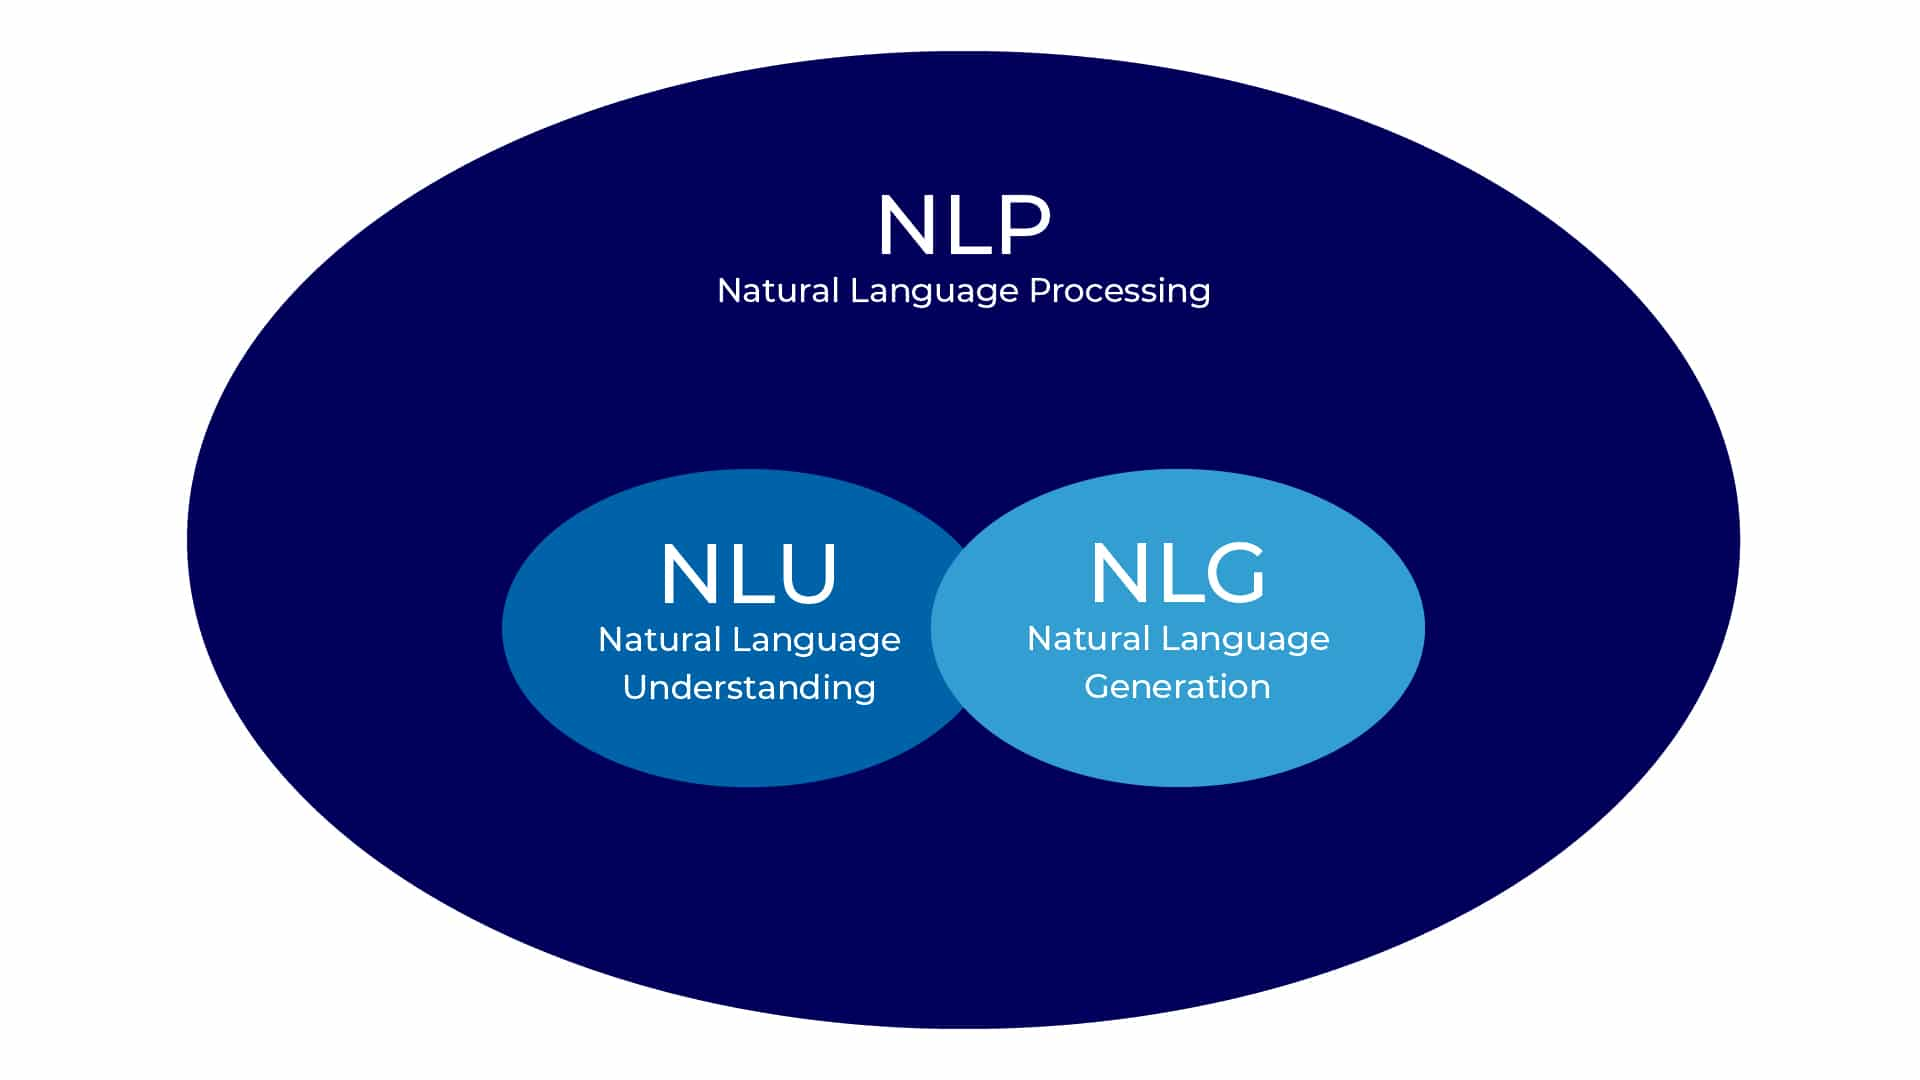 NLP
Natural Language Processing
NLU
Natural Language
Understanding
NLG
Natural Language
Generation